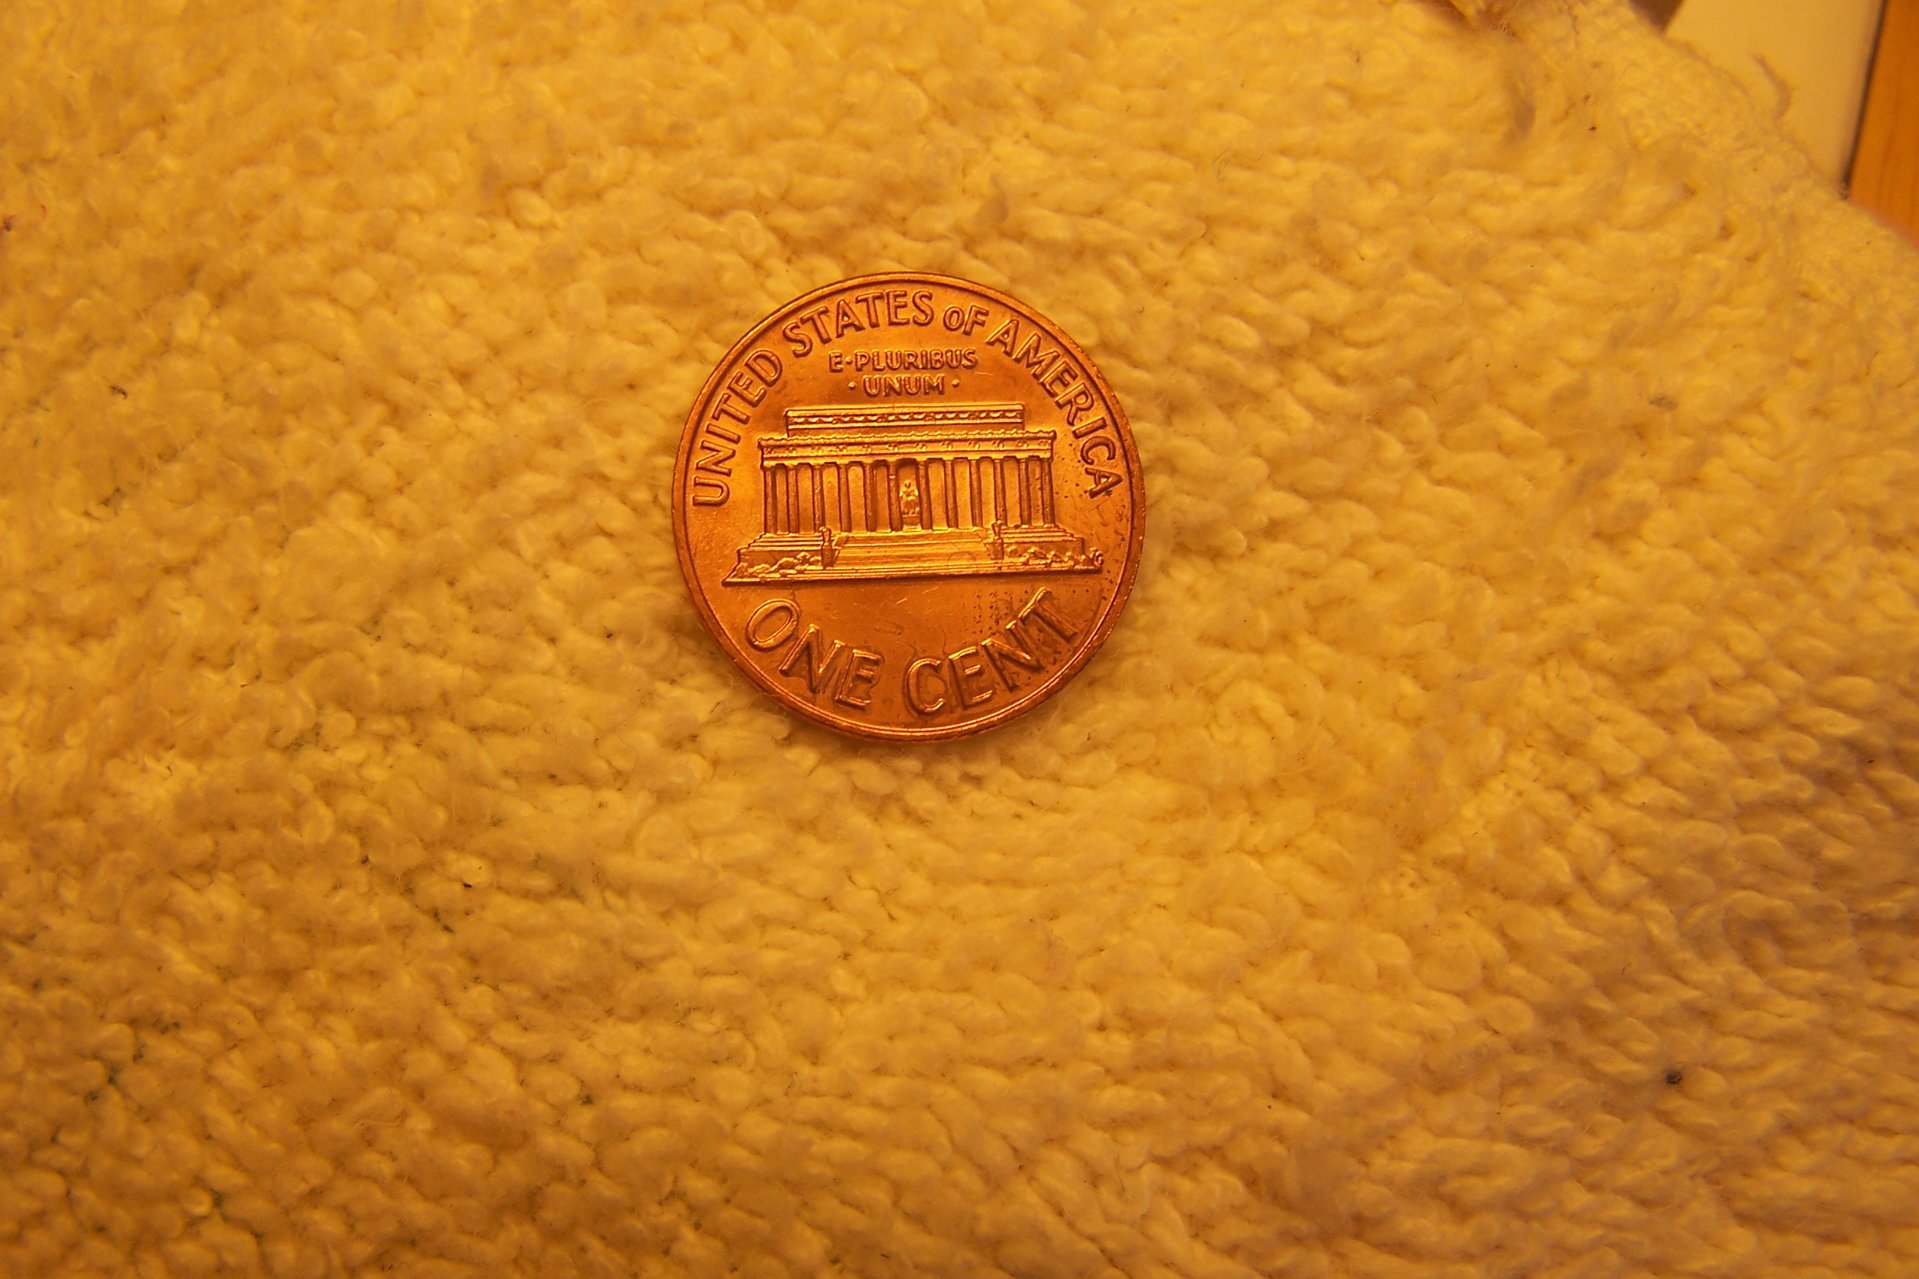 UNITED STATES OF AMERICA
E·PLURIBUS
·UNUM·
ONE CENT